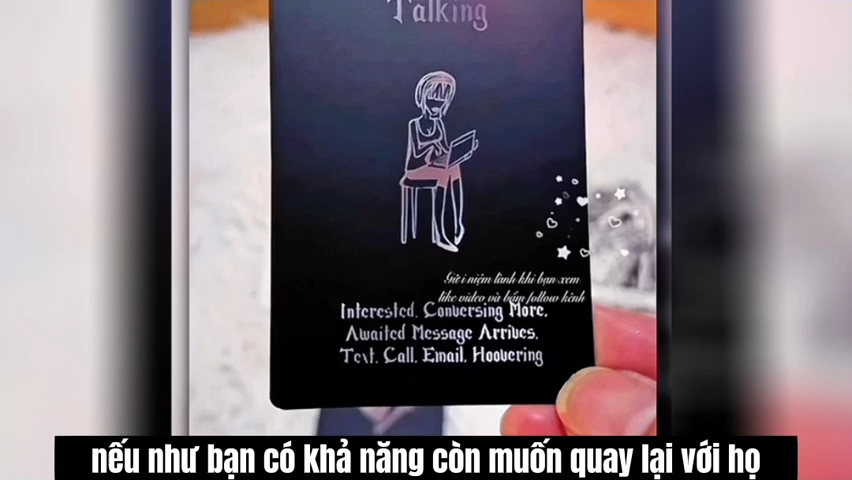 Talking
Gửi niệm lành khi bạn xem
like video và bấm follow kênh
Interested, Conversing More,
Awaited Message Arrives,
Text, Call, Email, Hoovering
nếu như bạn có khả năng còn muốn quay lại với họ